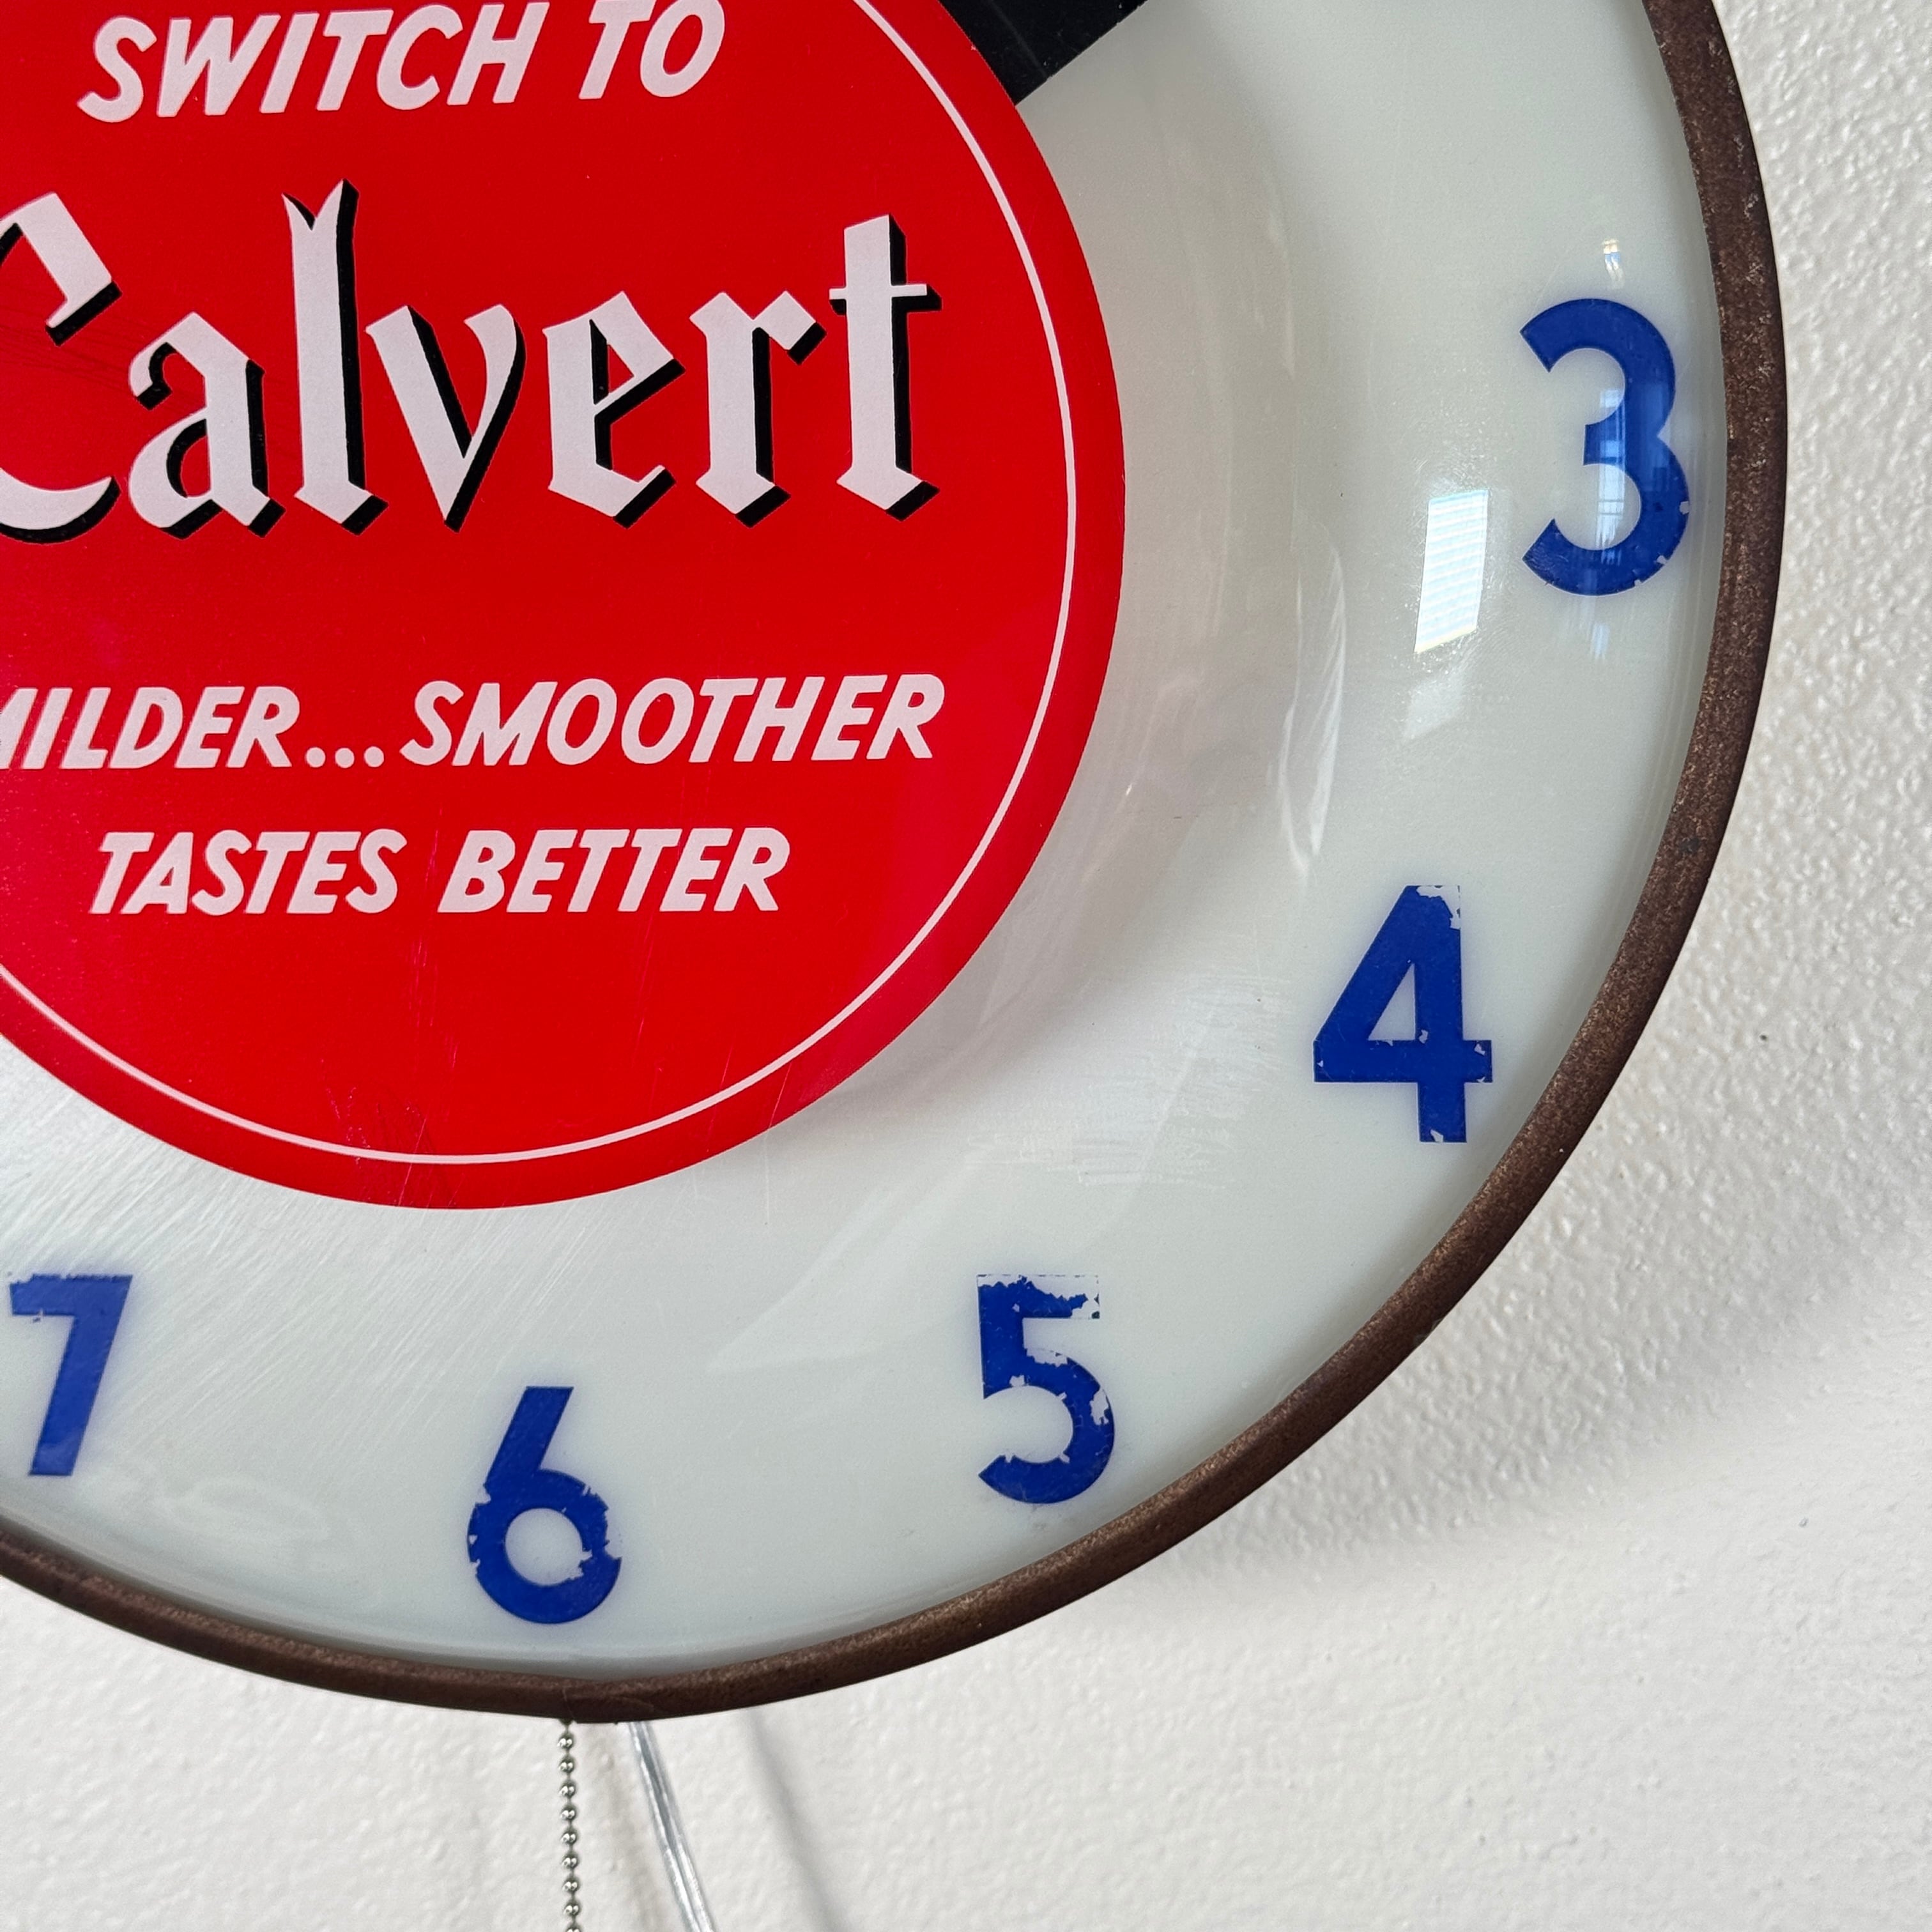 SWITCH TO
Calvert
MILDER...SMOOTHER
TASTES BETTER
3
4
5
6
7